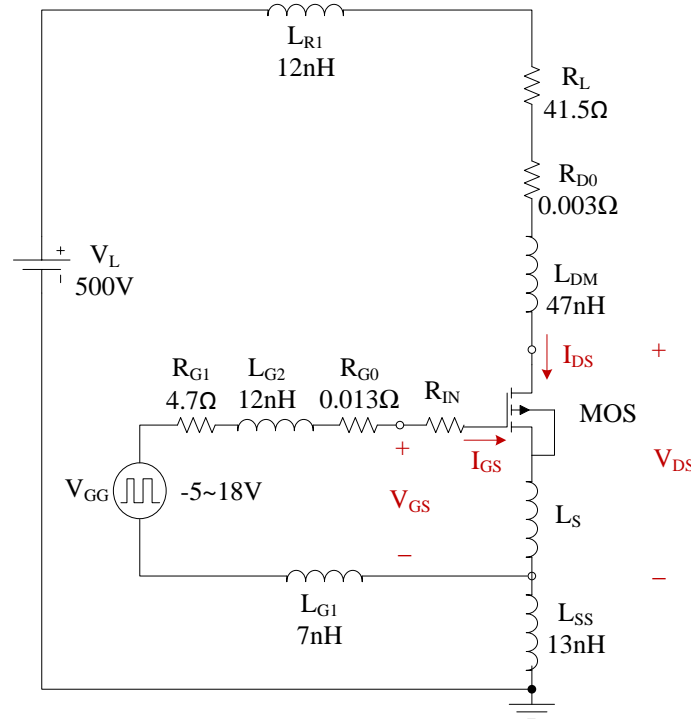 L_R1
12nH
R_L
41.5Ω
R_D0
0.003Ω
+
V_L
500V
L_DM
47nH
I_DS
+
R_G1
4.7Ω
L_G2
12nH
R_G0
0.013Ω
R_IN
MOS
I_GS
+
V_GG
-5~18V
V_GS
V_DS
L_S
−
−
L_G1
7nH
L_SS
13nH